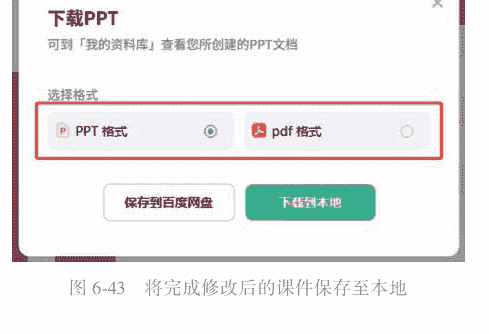 下载PPT
可到「我的资料库」查看您所创建的PPT文档
选择格式
PPT 格式
pdf 格式
保存到百度网盘
下载到本地
图 6-43 将完成修改后的课件保存至本地